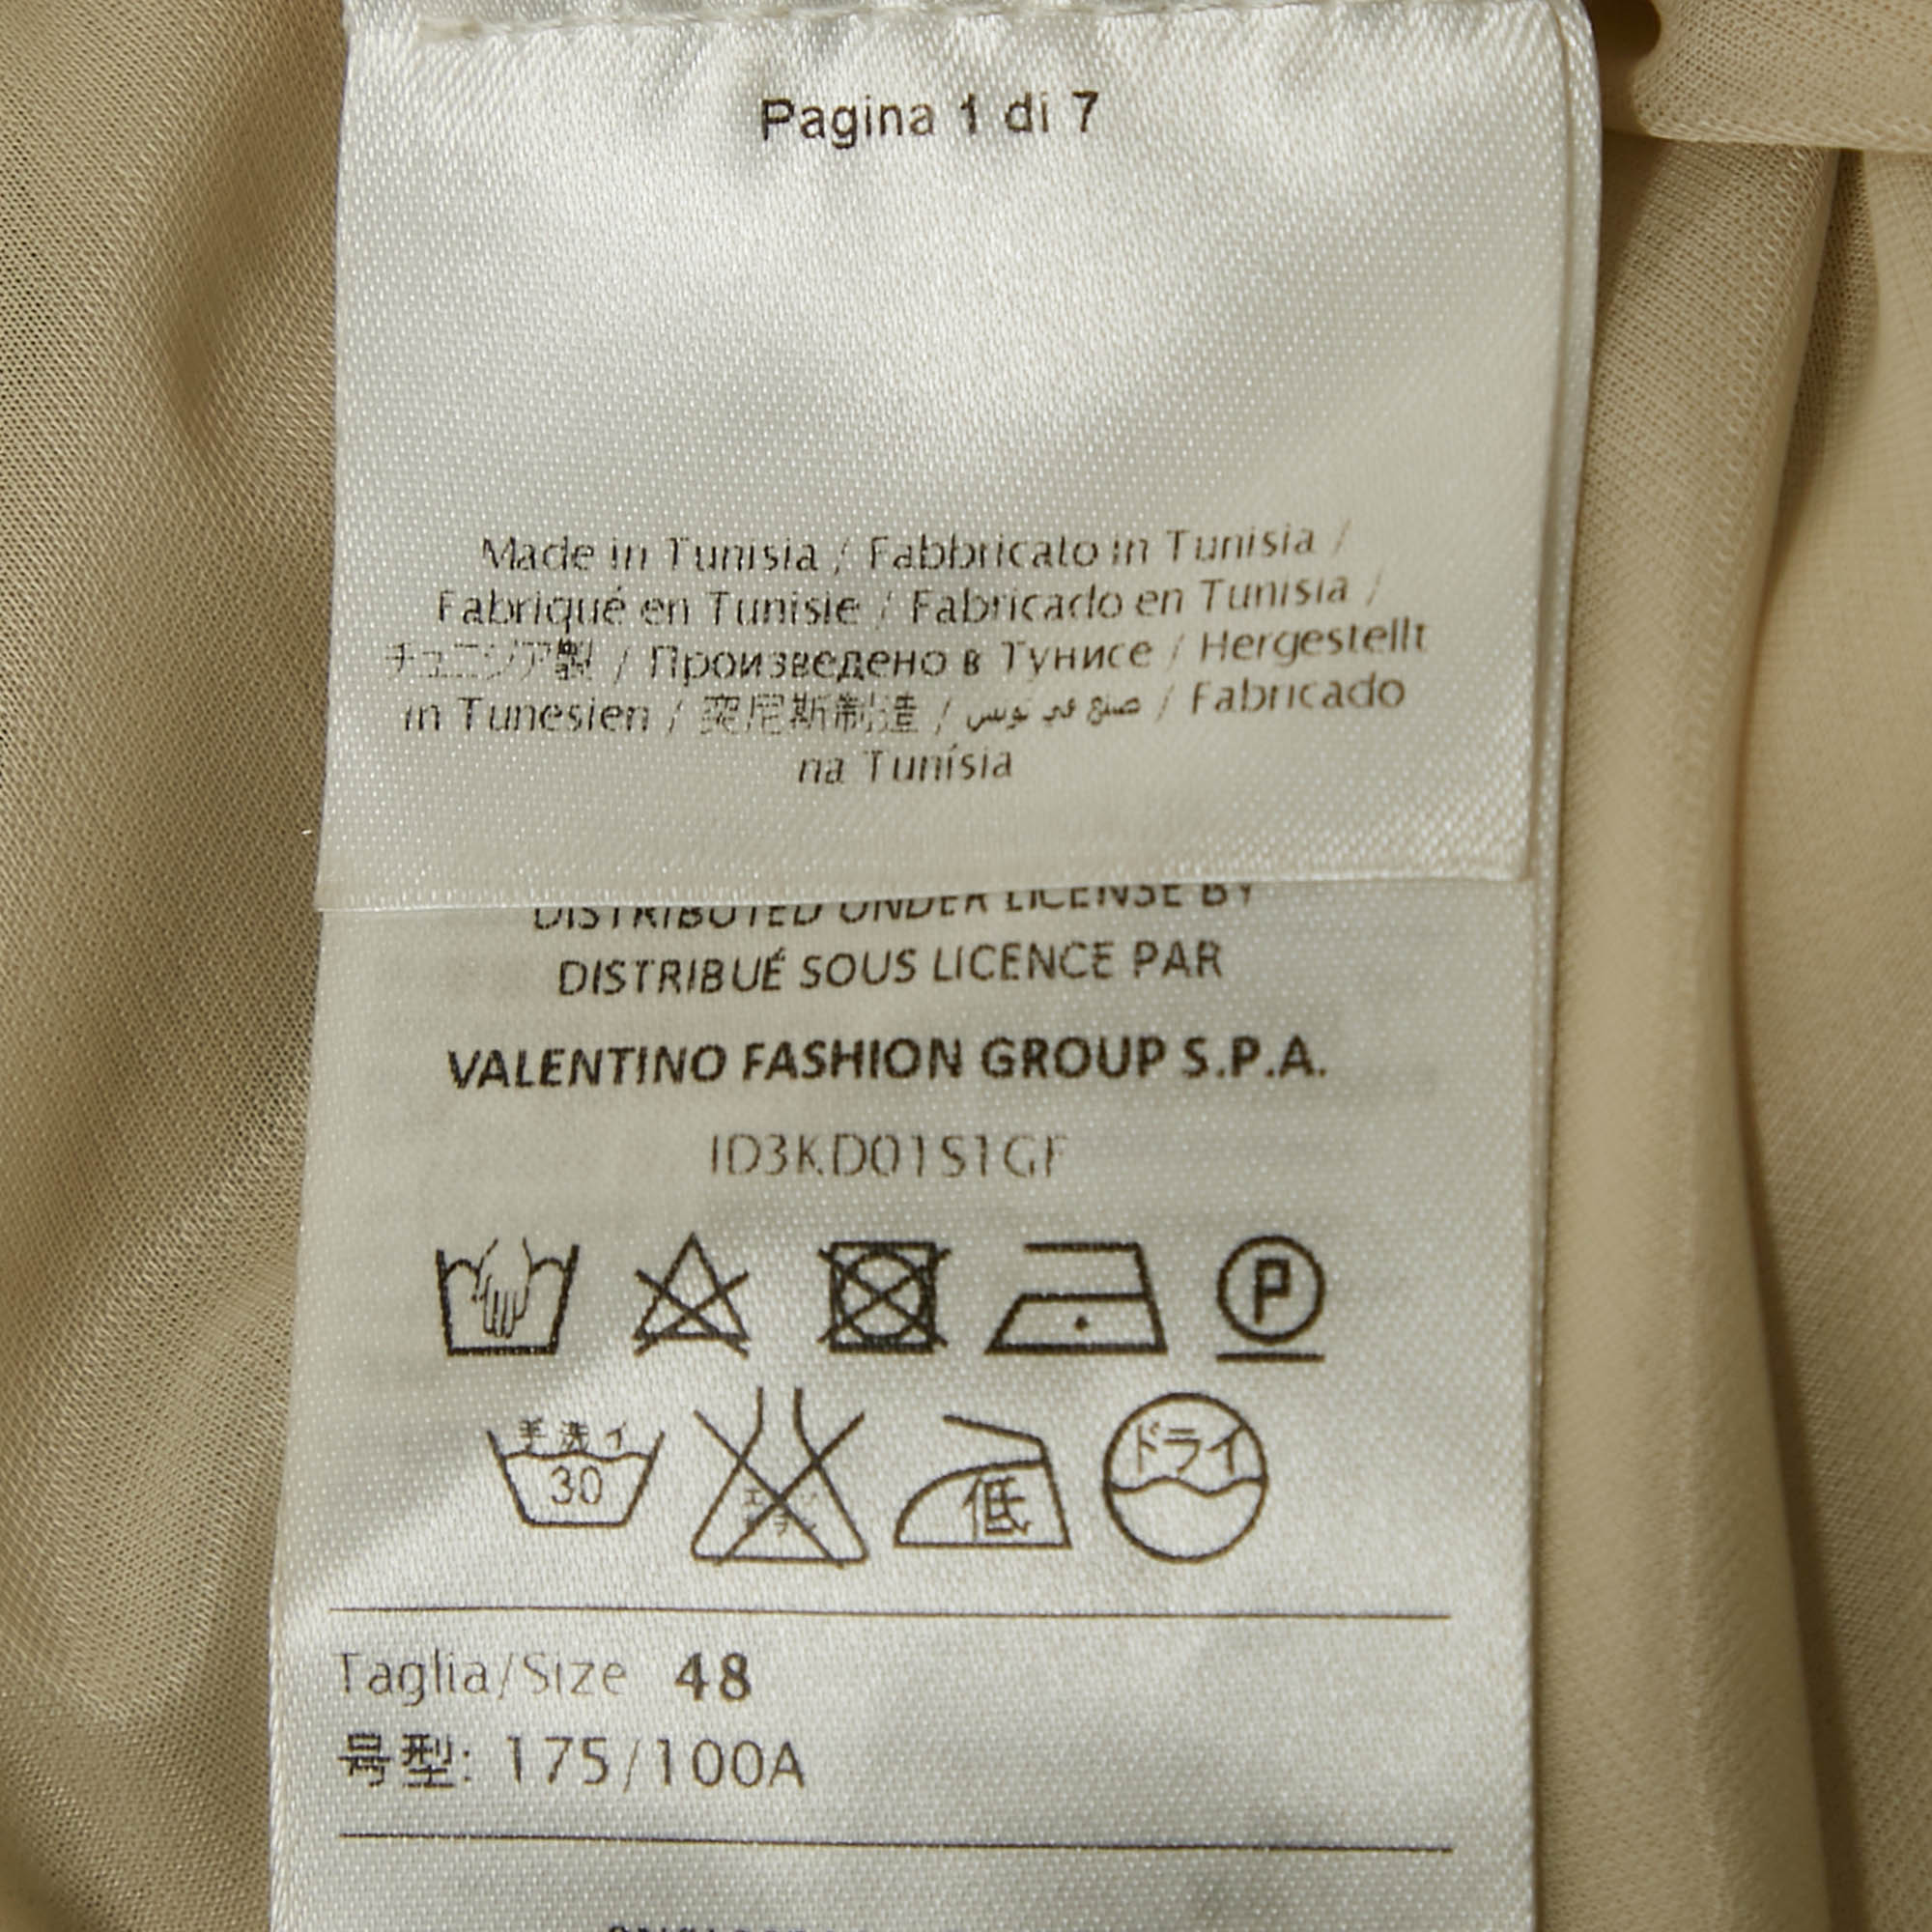 Pagina 1 di 7
Made in Tunisia / Fabbricato in Tunisia /
Fabriqué en Tunisie / Fabricado en Tunisia /
チュニジア製 / Произведено в Тунисе / Hergestellt
in Tunesien / 突尼斯制造 / صنع في تونس / Fabricado
na Tunísia
DISTRIBUTED UNDER LICENSE BY
DISTRIBUÉ SOUS LICENCE PAR
VALENTINO FASHION GROUP S.P.A.
ID3KD01S1GF
P
手洗イ
30
エンソ
低
ドライ
Taglia/Size 48
号型: 175/100A